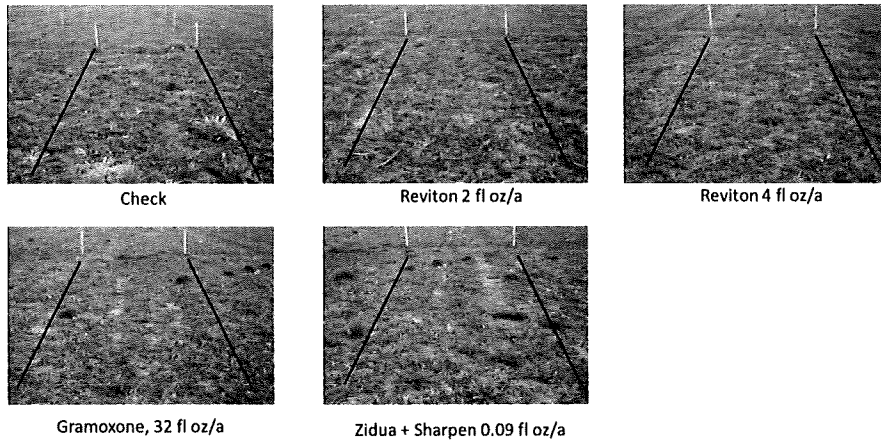 Check
Reviton 2 fl oz/a
Reviton 4 fl oz/a
Gramoxone, 32 fl oz/a
Zidua + Sharpen 0.09 fl oz/a